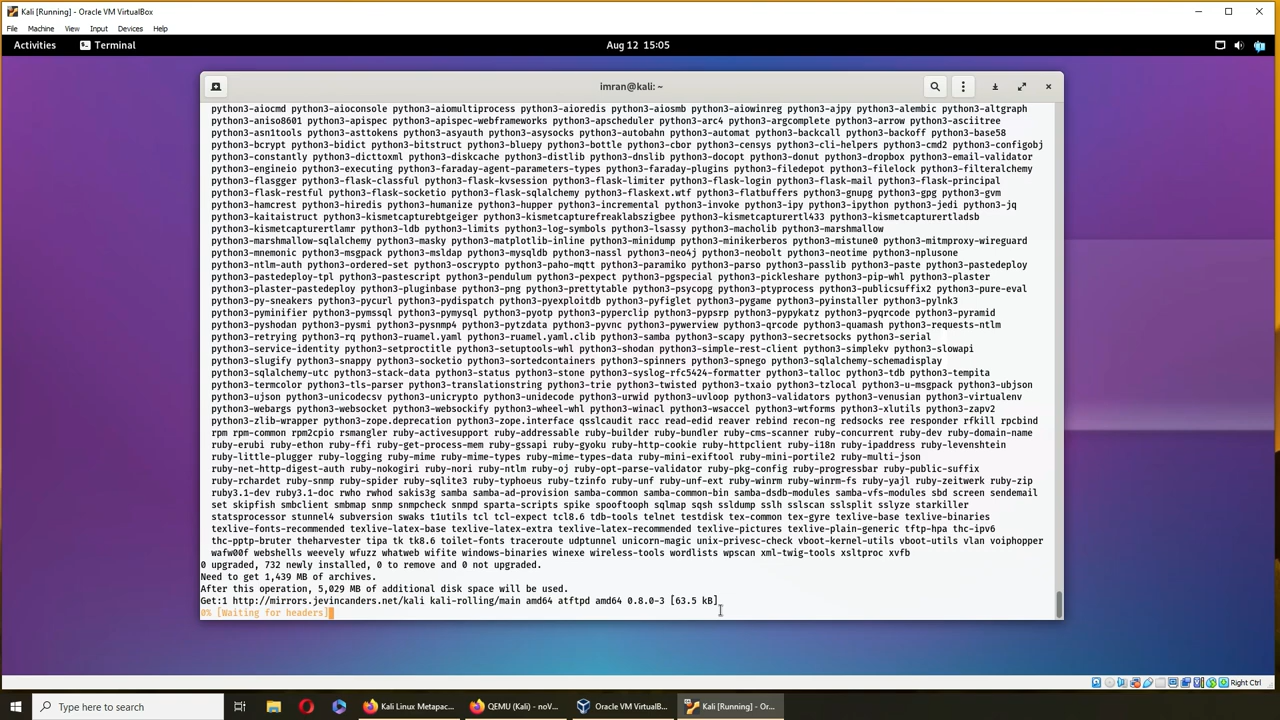 Kali [Running] - Oracle VM VirtualBox
File Machine View Input Devices Help
Activities Terminal Aug 12 15:05
imran@kali: ~
python3-aiocmd python3-aioconsole python3-aiomultiprocess python3-aioredis python3-aiosmb python3-aiowinreg python3-ajpy python3-alembic python3-altgraph
python3-aniso8601 python3-apispec python3-apispec-webframeworks python3-apscheduler python3-arc4 python3-argcomplete python3-arrow python3-asciitree
python3-asn1tools python3-asttokens python3-asyauth python3-asysocks python3-autobahn python3-automat python3-backcall python3-backoff python3-base58
python3-bcrypt python3-bidict python3-bitstruct python3-bluepy python3-bottle python3-cbor python3-censys python3-cli-helpers python3-cmd2 python3-configobj
python3-constantly python3-dicttoxml python3-diskcache python3-distlib python3-dnslib python3-docopt python3-donut python3-dropbox python3-email-validator
python3-engineio python3-executing python3-faraday-agent-parameters-types python3-faraday-plugins python3-filedepot python3-filelock python3-filteralchemy
python3-flasgger python3-flask-classful python3-flask-kvsession python3-flask-limiter python3-flask-login python3-flask-mail python3-flask-principal
python3-flask-restful python3-flask-socketio python3-flask-sqlalchemy python3-flaskext.wtf python3-flatbuffers python3-gnupg python3-gpg python3-gvm
python3-hamcrest python3-hiredis python3-humanize python3-hupper python3-incremental python3-invoke python3-ipy python3-ipython python3-jedi python3-jq
python3-kaitaistruct python3-kismetcapturebtgeiger python3-kismetcapturefreaklabszigbee python3-kismetcapturertl433 python3-kismetcapturertladsb
python3-kismetcapturertlamr python3-ldb python3-limits python3-log-symbols python3-lsassy python3-macholib python3-marshmallow
python3-marshmallow-sqlalchemy python3-masky python3-matplotlib-inline python3-minidump python3-minikerberos python3-mistune0 python3-mitmproxy-wireguard
python3-mnemonic python3-msgpack python3-msldap python3-mysqldb python3-nassl python3-neo4j python3-neobolt python3-neotime python3-nplusone
python3-ntlm-auth python3-ordered-set python3-oscrypto python3-paho-mqtt python3-paramiko python3-parso python3-passlib python3-paste python3-pastedeploy
python3-pastedeploy-tpl python3-pastescript python3-pendulum python3-pexpect python3-pgspecial python3-pickleshare python3-pip-whl python3-plaster
python3-plaster-pastedeploy python3-pluginbase python3-png python3-prettytable python3-psycopg python3-ptyprocess python3-publicsuffix2 python3-pure-eval
python3-py-sneakers python3-pycurl python3-pydispatch python3-pyexploitdb python3-pyfiglet python3-pygame python3-pyinstaller python3-pylnk3
python3-pyminifier python3-pymssql python3-pymysql python3-pyotp python3-pyperclip python3-pypsrp python3-pypykatz python3-pyqrcode python3-pyramid
python3-pyshodan python3-pysmi python3-pysnmp4 python3-pytzdata python3-pyvnc python3-pywerview python3-qrcode python3-quamash python3-requests-ntlm
python3-retrying python3-rq python3-ruamel.yaml python3-ruamel.yaml.clib python3-samba python3-scapy python3-secretsocks python3-serial
python3-service-identity python3-setproctitle python3-setuptools-whl python3-shodan python3-simple-rest-client python3-simplekv python3-slowapi
python3-slugify python3-snappy python3-socketio python3-sortedcontainers python3-spinners python3-spnego python3-sqlalchemy-schemadisplay
python3-sqlalchemy-utc python3-stack-data python3-status python3-stone python3-syslog-rfc5424-formatter python3-talloc python3-tdb python3-tempita
python3-termcolor python3-tls-parser python3-translationstring python3-trie python3-twisted python3-txaio python3-tzlocal python3-u-msgpack python3-ubjson
python3-ujson python3-unicodecsv python3-unicrypto python3-unidecode python3-urwid python3-uvloop python3-validators python3-venusian python3-virtualenv
python3-webargs python3-websocket python3-websockify python3-wheel-whl python3-winacl python3-wsaccel python3-wtforms python3-xlutils python3-zapv2
python3-zope.deprecation python3-zope.interface qsslcaudit racc read-edid reaver rebind recon-ng redsocks ree responder rfkill rpcbind
rpm rpm-common rpm2cpio rsmangler ruby-activesupport ruby-addressable ruby-builder ruby-bundler ruby-cms-scanner ruby-concurrent ruby-dev ruby-domain-name
ruby-erubi ruby-ethon ruby-ffi ruby-get-process-mem ruby-gssapi ruby-gyoku ruby-http-cookie ruby-httpclient ruby-i18n ruby-ipaddress ruby-levenshtein
ruby-little-plugger ruby-logging ruby-mime ruby-mime-types ruby-mime-types-data ruby-mini-exiftool ruby-mini-portile2 ruby-multi-json
ruby-net-http-digest-auth ruby-nokogiri ruby-nori ruby-ntlm ruby-oj ruby-opt-parse-validator ruby-pkg-config ruby-progressbar ruby-public-suffix
ruby-rchardet ruby-snmp ruby-spider ruby-sqlite3 ruby-typhoeus ruby-tzinfo ruby-unf ruby-unf-ext ruby-winrm ruby-winrm-fs ruby-yajl ruby-zeitwerk ruby-zip
ruby3.1-dev ruby3.1-doc rwho rwhod sakis3g samba samba-ad-provision samba-common samba-common-bin samba-dsdb-modules samba-vfs-modules sbd screen sendemail
set skipfish smbclient smbmap snmp snmpcheck snmpd sparta-scripts spike spooftooph sqlmap sqsh ssldump sslh sslscan sslsplit sslyze starkiller
statsprocessor stunnel4 subversion swaks t1utils tcl tcl-expect tcl8.6 tdb-tools telnet testdisk tex-common tex-gyre texlive-base texlive-binaries
texlive-fonts-recommended texlive-latex-base texlive-latex-extra texlive-latex-recommended texlive-pictures texlive-plain-generic tftp-hpa thc-ipv6
thc-pptp-bruter theharvester tipa tk tk8.6 toilet-fonts traceroute udptunnel unicorn-magic unix-privesc-check vboot-kernel-utils vboot-utils vlan voiphopper
wafw00f webshells weevely wfuzz whatweb wifite windows-binaries winexe wireless-tools wordlists wpscan xml-twig-tools xsltproc xvfb
0 upgraded, 732 newly installed, 0 to remove and 0 not upgraded.
Need to get 1,439 MB of archives.
After this operation, 5,029 MB of additional disk space will be used.
Get:1 http://mirrors.jevincanders.net/kali kali-rolling/main amd64 atftpd amd64 0.8.0-3 [63.5 kB]
0% [Waiting for headers]
Right Ctrl
Type here to search Kali Linux Metapac... QEMU (Kali) - noV... Oracle VM VirtualB... Kali [Running] - Or...